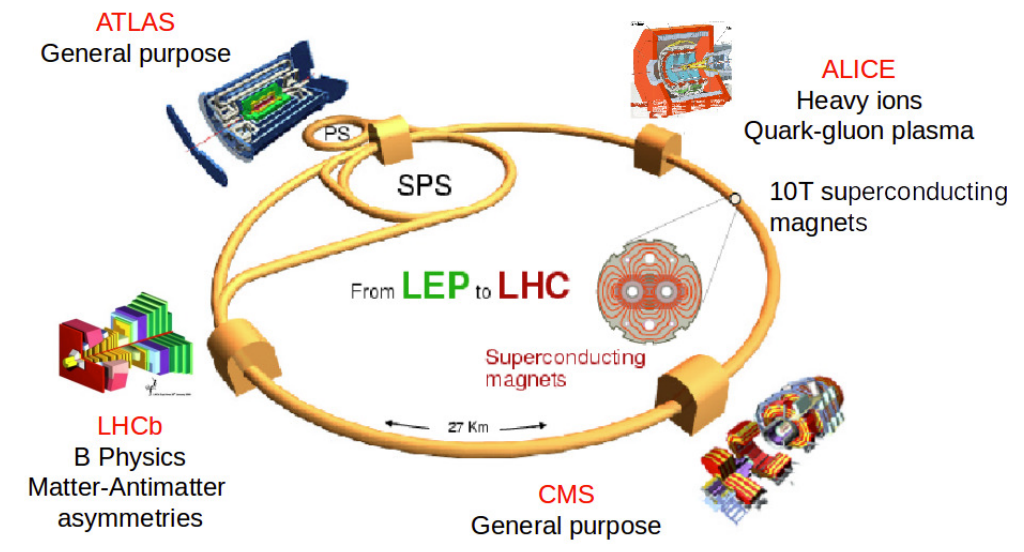 ATLAS
General purpose
ALICE
Heavy ions
Quark-gluon plasma
PS
SPS
10T superconducting
magnets
From LEP to LHC
Superconducting
magnets
27 Km
LHCb
B Physics
Matter-Antimatter
asymmetries
CMS
General purpose